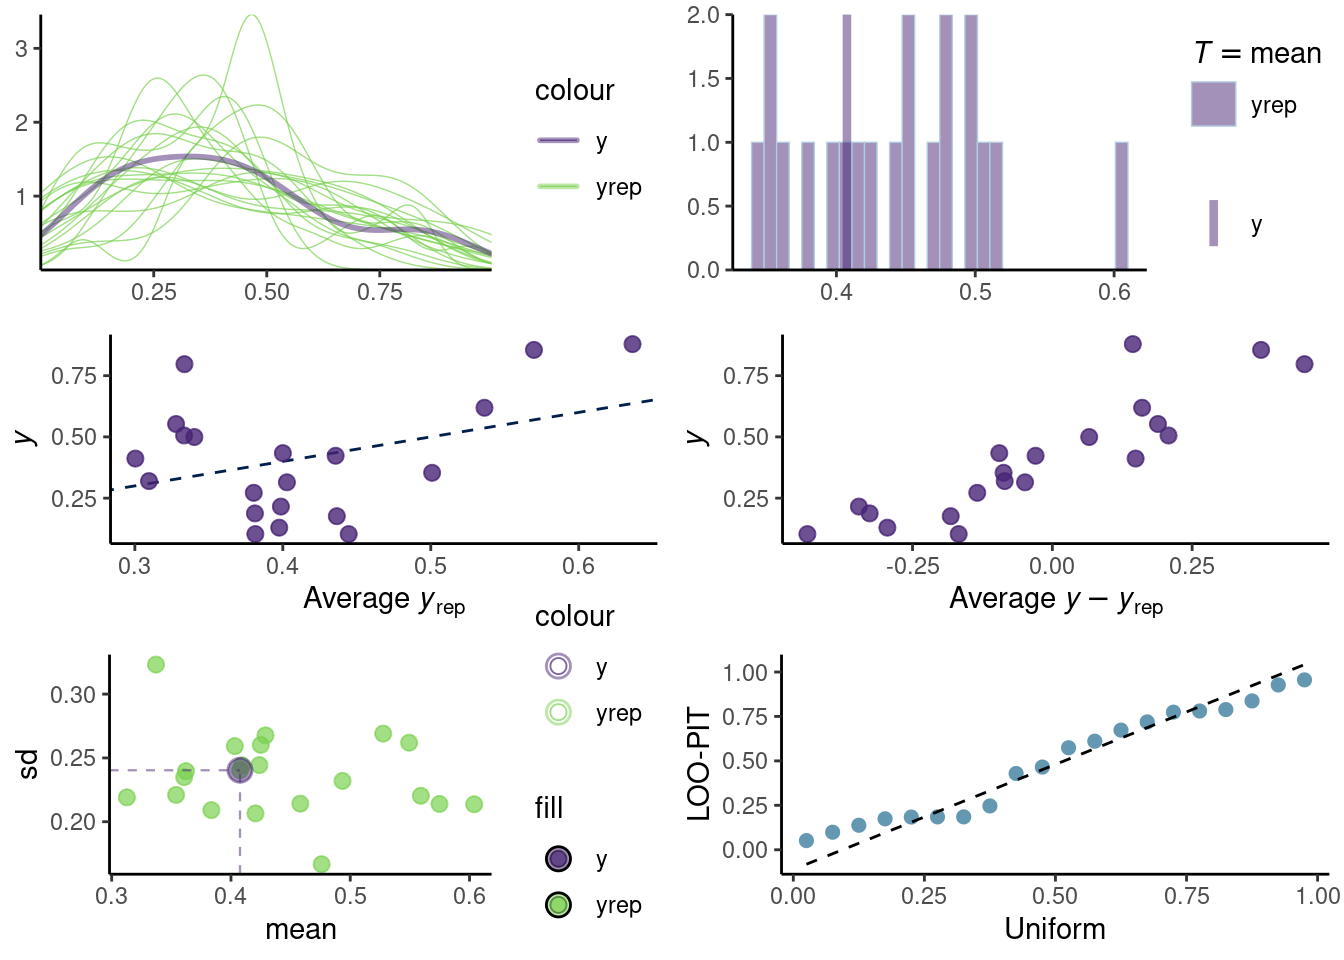 3
2
1
0.25 0.50 0.75
colour
y
yrep
2.0
1.5
1.0
0.5
0.0
0.4 0.5 0.6
T = mean
yrep
y
y
0.75
0.50
0.25
0.3 0.4 0.5 0.6
Average y rep
y
0.75
0.50
0.25
-0.25 0.00 0.25
Average y − y rep
sd
0.30
0.25
0.20
0.3 0.4 0.5 0.6
mean
colour
y
yrep
fill
y
yrep
LOO-PIT
1.00
0.75
0.50
0.25
0.00
0.00 0.25 0.50 0.75 1.00
Uniform